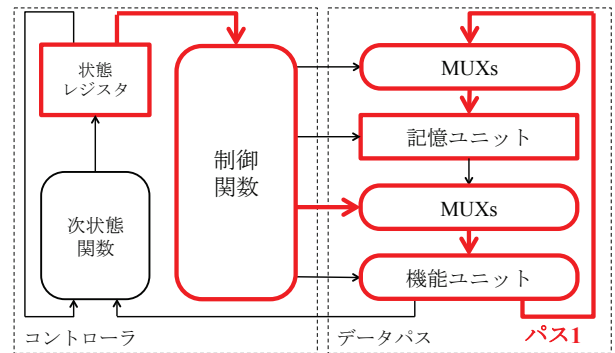 状態
レジスタ
次状態
関数
制御
関数
コントローラ
MUXs
記憶ユニット
MUXs
機能ユニット
データパス
パス1